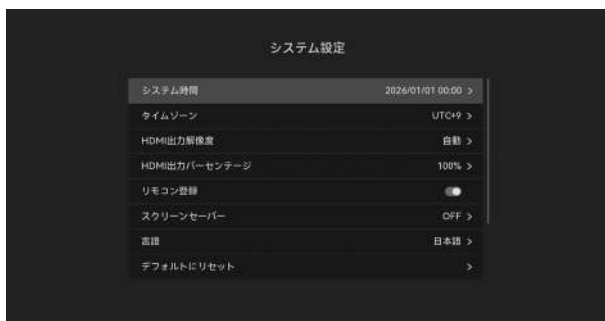 システム設定
システム時間 2026/01/01 00:00 >
タイムゾーン UTC+9 >
HDMI出力解像度 自動 >
HDMI出力パーセンテージ 100% >
リモコン登録
スクリーンセーバー OFF >
言語 日本語 >
デフォルトにリセット >